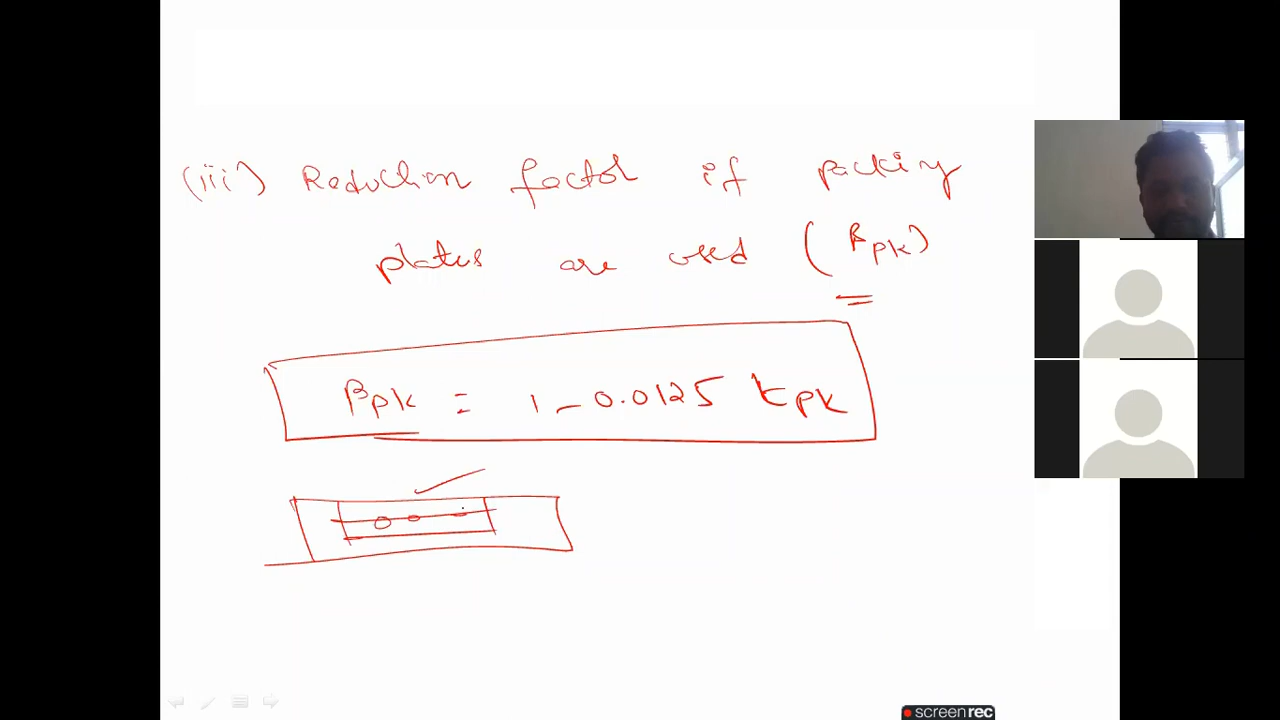 (iii) Reduction factor if packing
plates are used (βpk)
βpk = 1 - 0.0125 tpk
screenrec